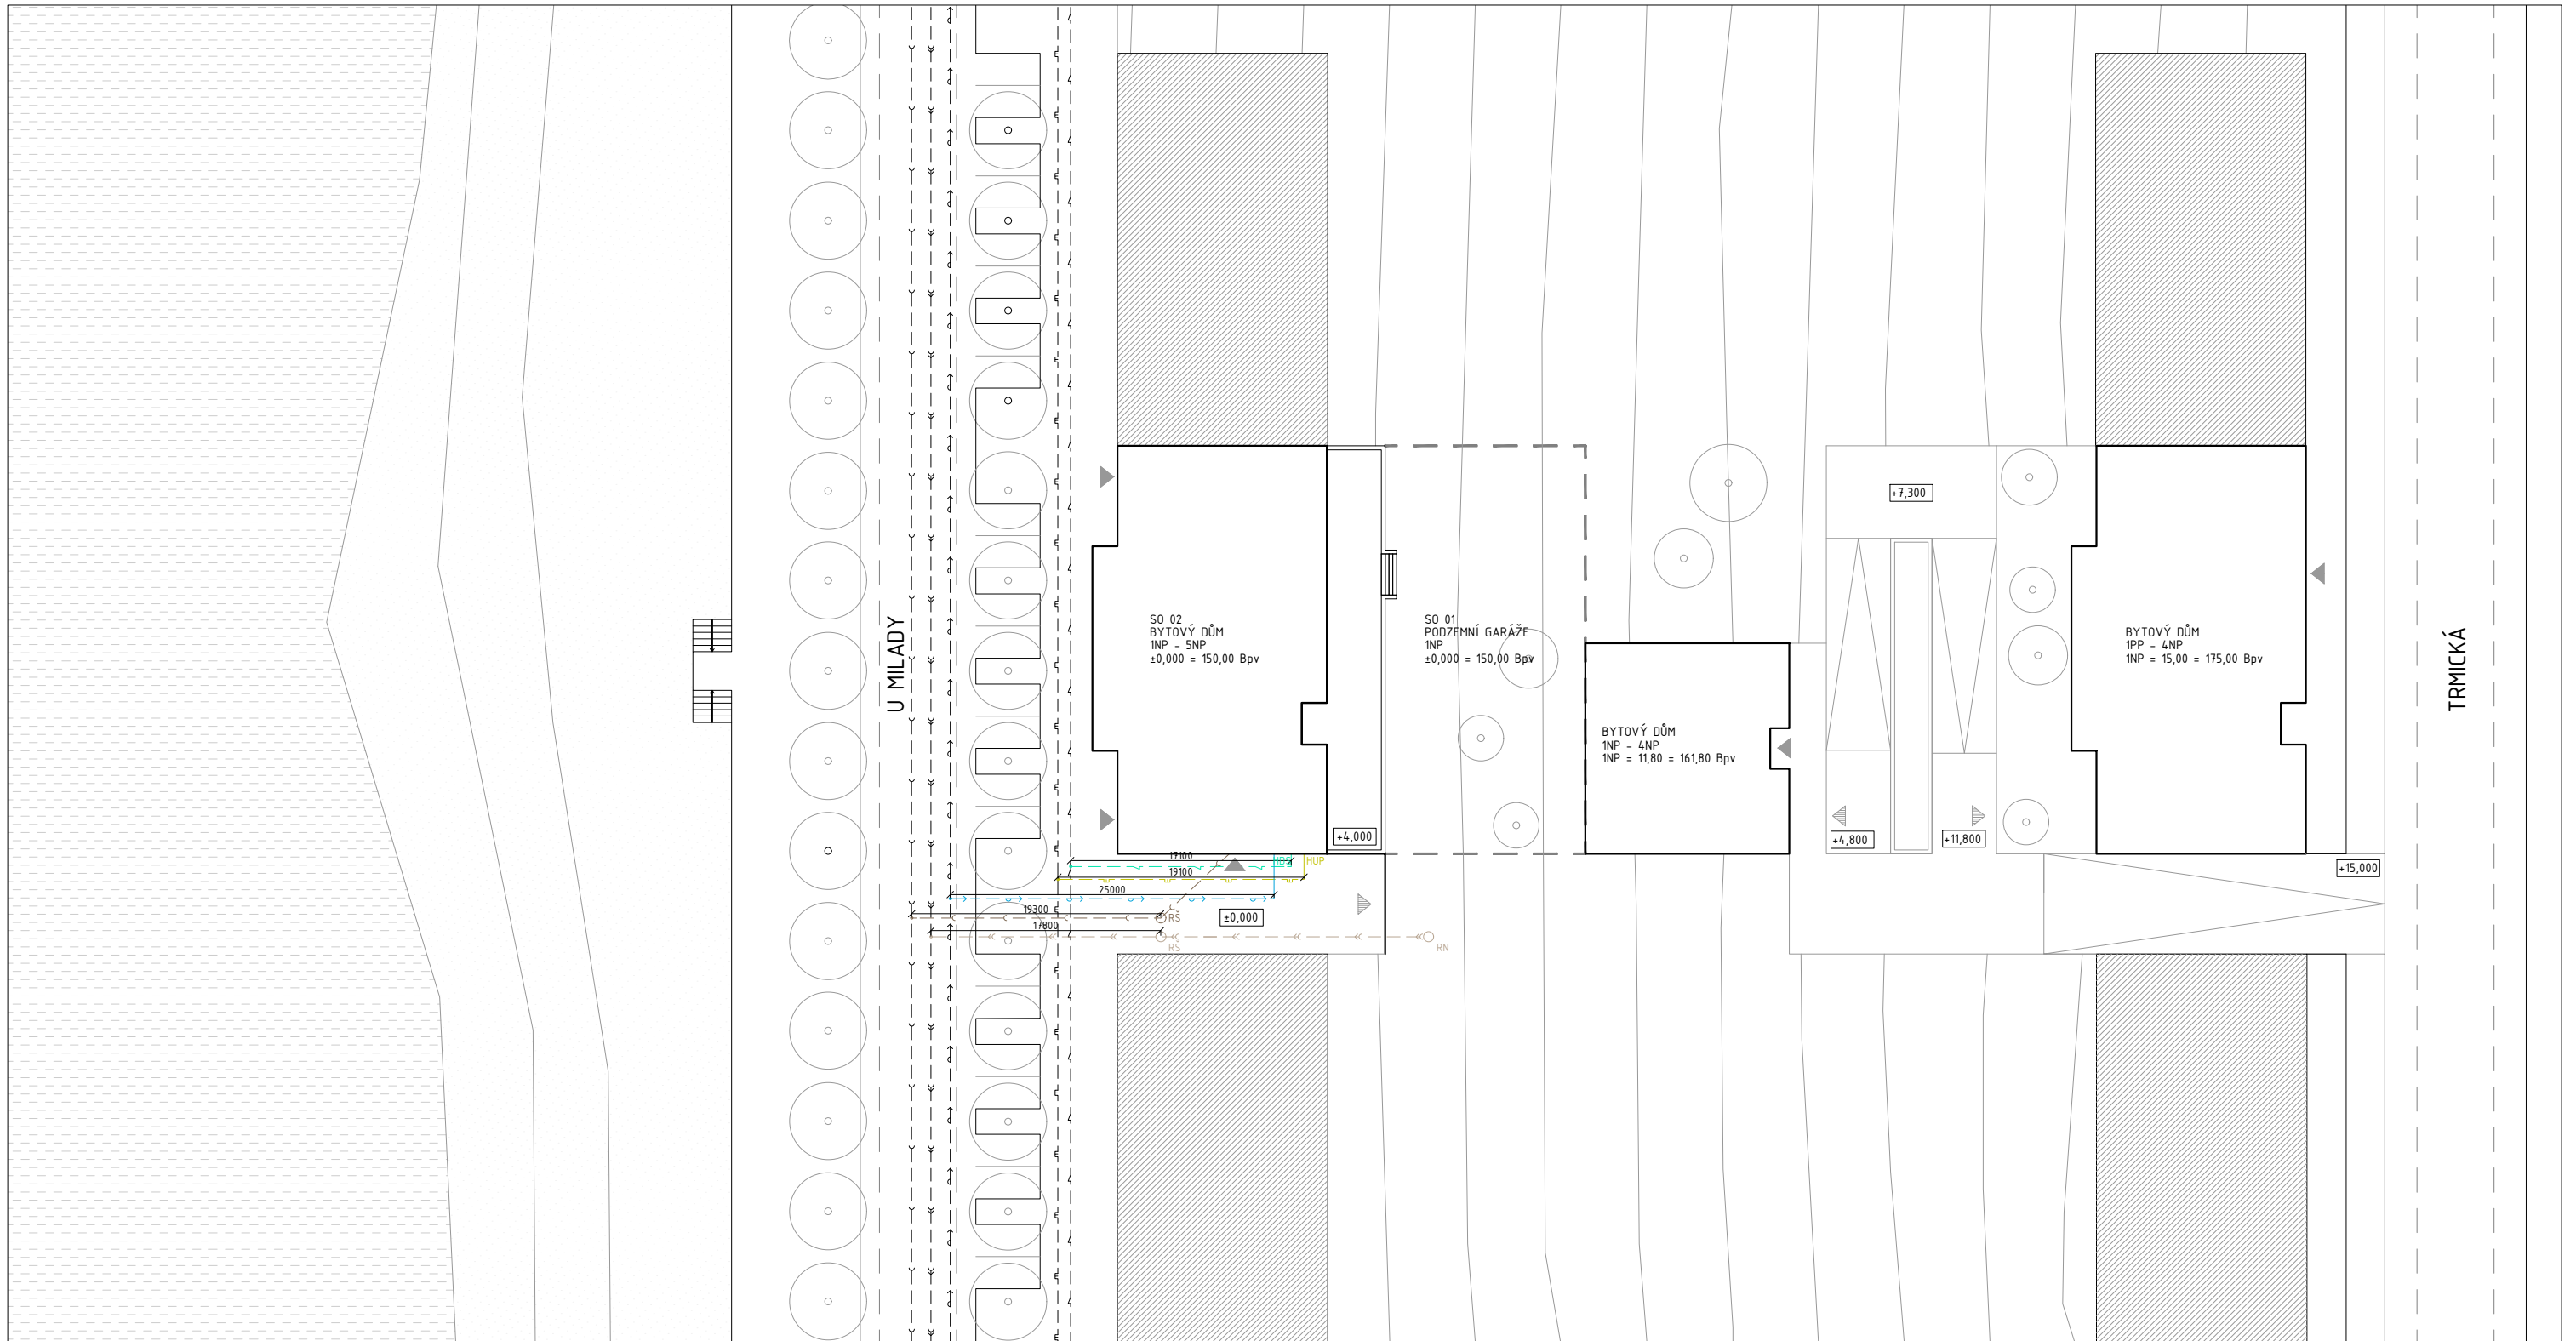 U MILADY
SO 02
BYTOVÝ DŮM
1NP - 5NP
±0,000 = 150,00 Bpv
SO 01
PODZEMNÍ GARÁŽE
1NP
±0,000 = 150,00 Bpv
+7,300
BYTOVÝ DŮM
1NP - 4NP
1NP = 11,80 = 161,80 Bpv
BYTOVÝ DŮM
1PP - 4NP
1NP = 15,00 = 175,00 Bpv
TRMICKÁ
+4,000
+4,800
+11,800
+15,000
17100
HUP
19100
25000
19300
RŠ
±0,000
17800
RŠ
RN